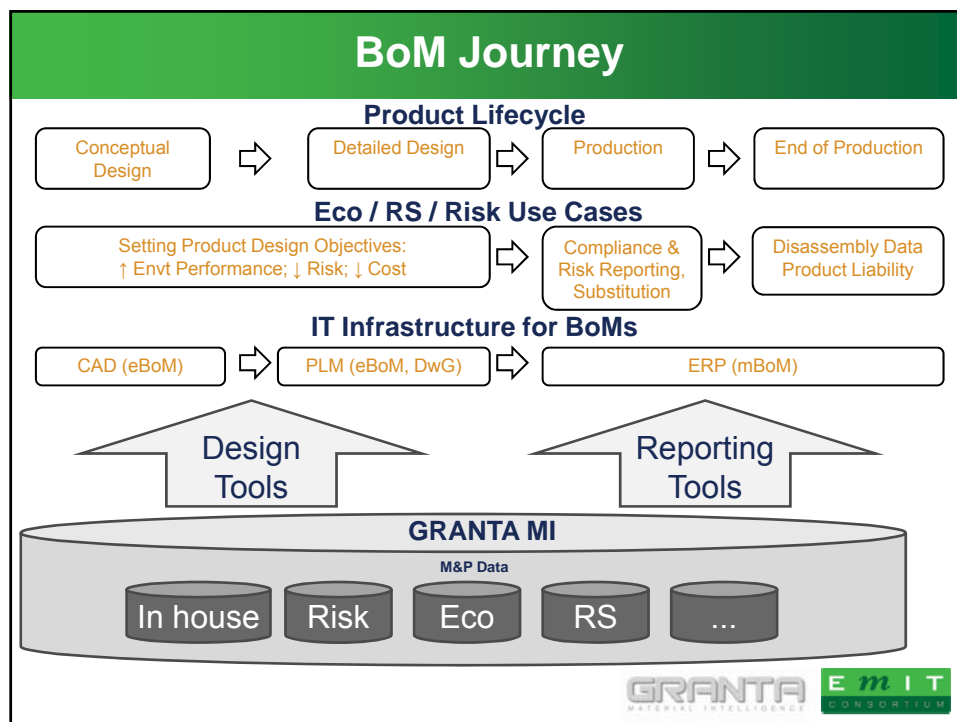 BoM Journey
Product Lifecycle
Conceptual
Design
Detailed Design
Production
End of Production
Eco / RS / Risk Use Cases
Setting Product Design Objectives:
↑ Envt Performance; ↓ Risk; ↓ Cost
Compliance &
Risk Reporting,
Substitution
Disassembly Data
Product Liability
IT Infrastructure for BoMs
CAD (eBoM)
PLM (eBoM, DwG)
ERP (mBoM)
Design
Tools
Reporting
Tools
GRANTA MI
M&P Data
In house
Risk
Eco
RS
...
GRANTA
MATERIAL INTELLIGENCE
E m I T
CONSORTIUM